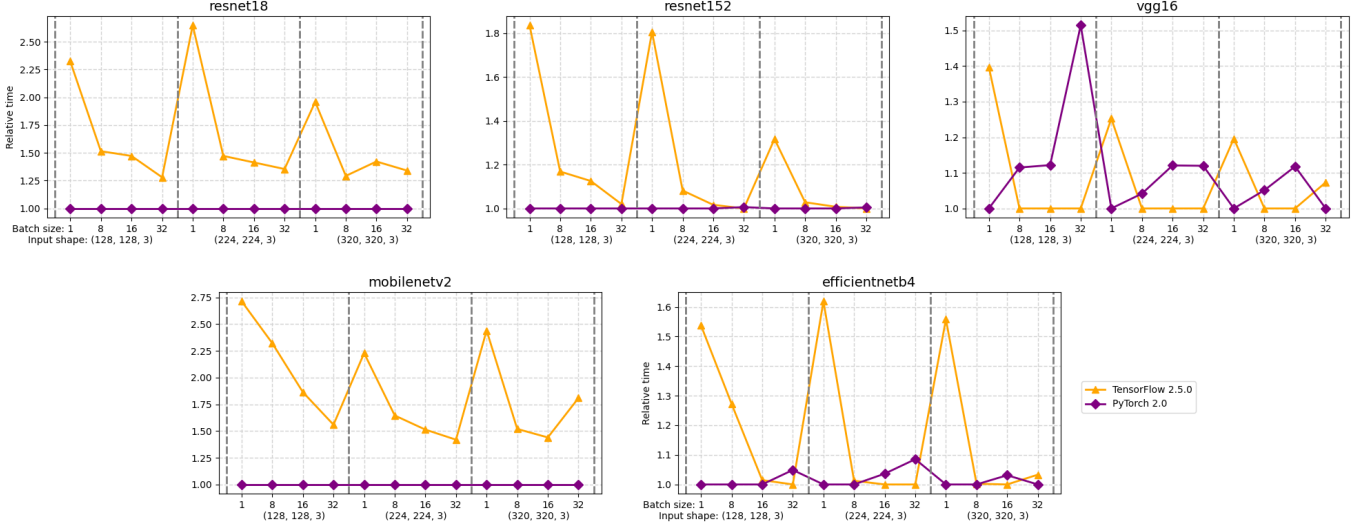 resnet18
Relative time
2.50
2.25
2.00
1.75
1.50
1.25
1.00
Batch size: 1 8 16 32 1 8 16 32 1 8 16 32
Input shape: (128, 128, 3) (224, 224, 3) (320, 320, 3)
resnet152
1.8
1.6
1.4
1.2
1.0
1 8 16 32 1 8 16 32 1 8 16 32
(128, 128, 3) (224, 224, 3) (320, 320, 3)
vgg16
1.5
1.4
1.3
1.2
1.1
1.0
1 8 16 32 1 8 16 32 1 8 16 32
(128, 128, 3) (224, 224, 3) (320, 320, 3)
mobilenetv2
2.75
2.50
2.25
2.00
1.75
1.50
1.25
1.00
1 8 16 32 1 8 16 32 1 8 16 32
(128, 128, 3) (224, 224, 3) (320, 320, 3)
efficientnetb4
Relative time
1.6
1.5
1.4
1.3
1.2
1.1
1.0
Batch size: 1 8 16 32 1 8 16 32 1 8 16 32
Input shape: (128, 128, 3) (224, 224, 3) (320, 320, 3)
TensorFlow 2.5.0
PyTorch 2.0